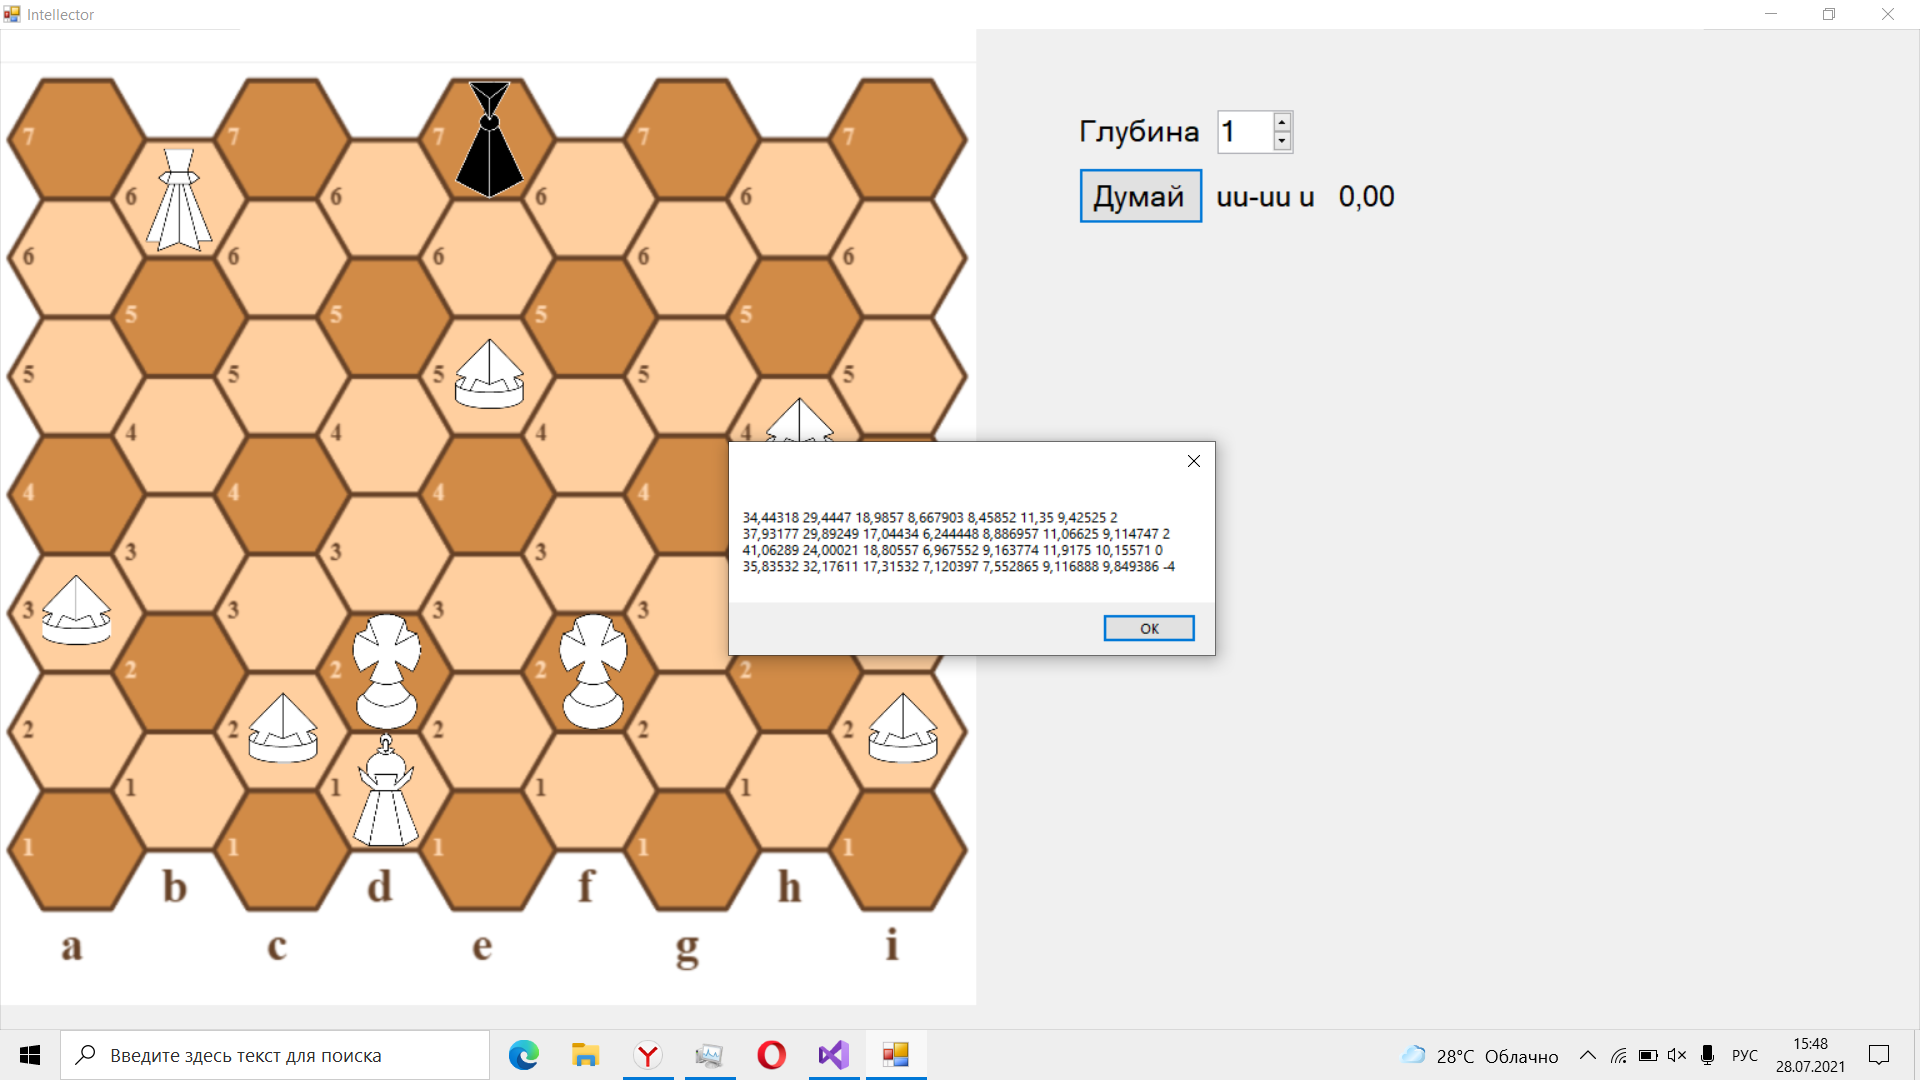 Intellector
7 7 7 7 7
6 6 6 6
6 6 6 6 6
5 5 5 5
5 5 5 5 5
4 4 4 4
4 4 4 4
3 3 3
3 3 3 3
2 2 2 2
2 2 2 2 2
1 1 1 1
1 1 1 1 1
b d f h
a c e g i
Глубина 1
Думай uu-uu u 0,00
34,44318 29,4447 18,9857 8,667903 8,45852 11,35 9,42525 2
37,93177 29,89249 17,04434 6,244448 8,886957 11,06625 9,114747 2
41,06289 24,00021 18,80557 6,967552 9,163774 11,9175 10,15571 0
35,83532 32,17611 17,31532 7,120397 7,552865 9,116888 9,849386 -4
OK
Введите здесь текст для поиска
28°C Облачно
РУС
15:48
28.07.2021